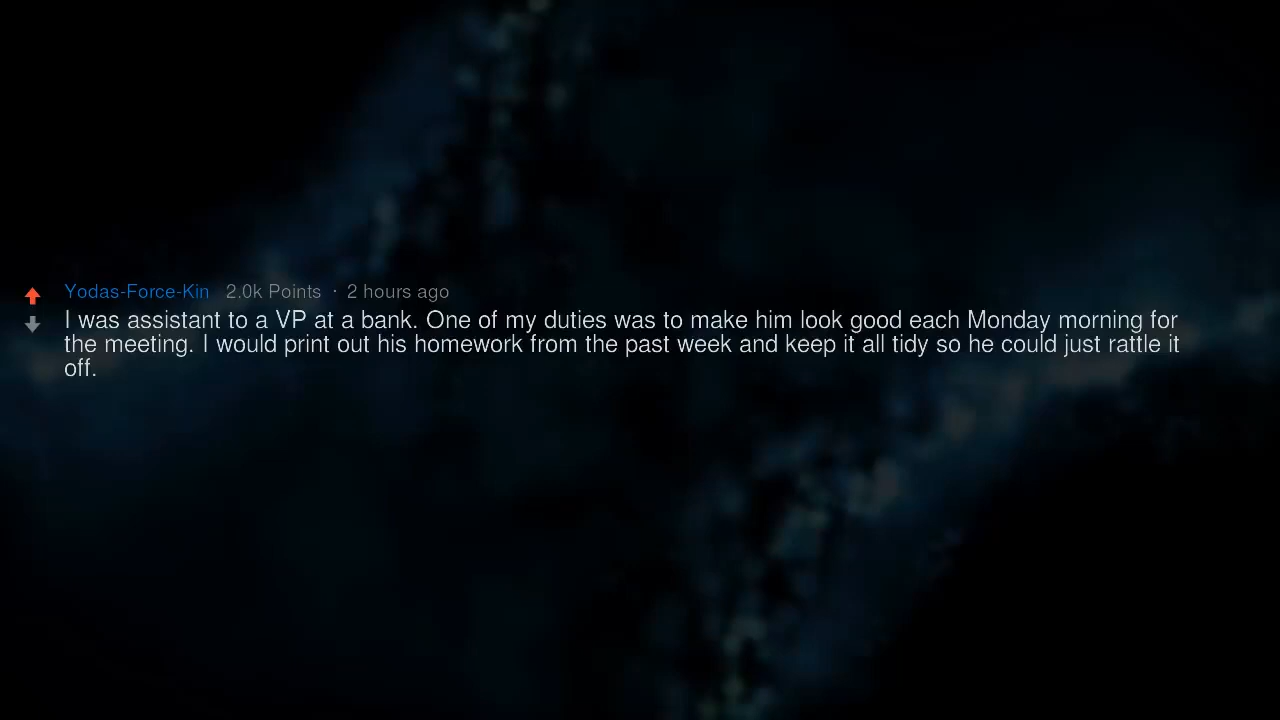 Yodas-Force-Kin 2.0k Points · 2 hours ago
I was assistant to a VP at a bank. One of my duties was to make him look good each Monday morning for
the meeting. I would print out his homework from the past week and keep it all tidy so he could just rattle it
off.